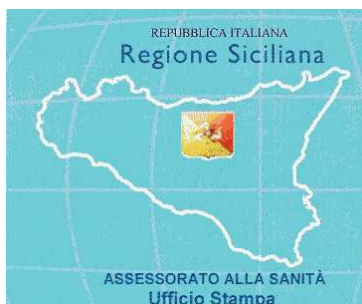 REPUBBLICA ITALIANA
Regione Siciliana
ASSESSORATO ALLA SANITÀ
Ufficio Stampa